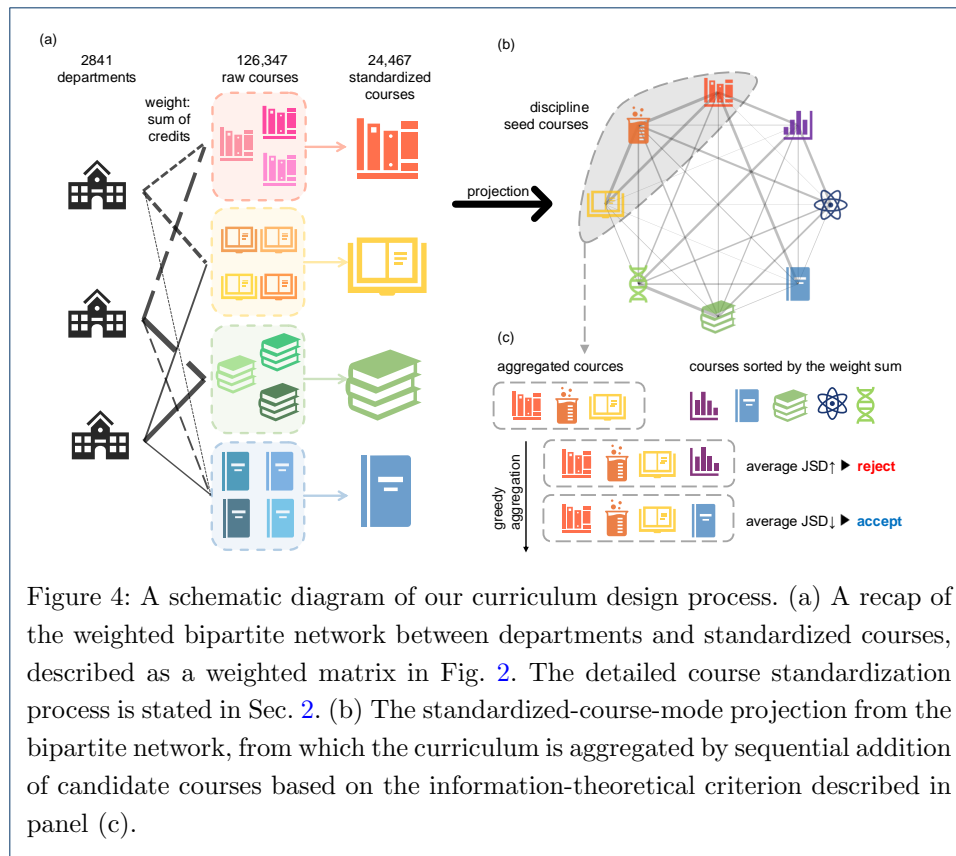 (a)
2841
departments
126,347
raw courses
24,467
standardized
courses
weight:
sum of
credits
projection
(b)
discipline
seed courses
(c)
aggregated cources
courses sorted by the weight sum
greedy
aggregation
average JSD↑ ▶ reject
average JSD↓ ▶ accept
Figure 4: A schematic diagram of our curriculum design process. (a) A recap of
the weighted bipartite network between departments and standardized courses,
described as a weighted matrix in Fig. 2. The detailed course standardization
process is stated in Sec. 2. (b) The standardized-course-mode projection from the
bipartite network, from which the curriculum is aggregated by sequential addition
of candidate courses based on the information-theoretical criterion described in
panel (c).